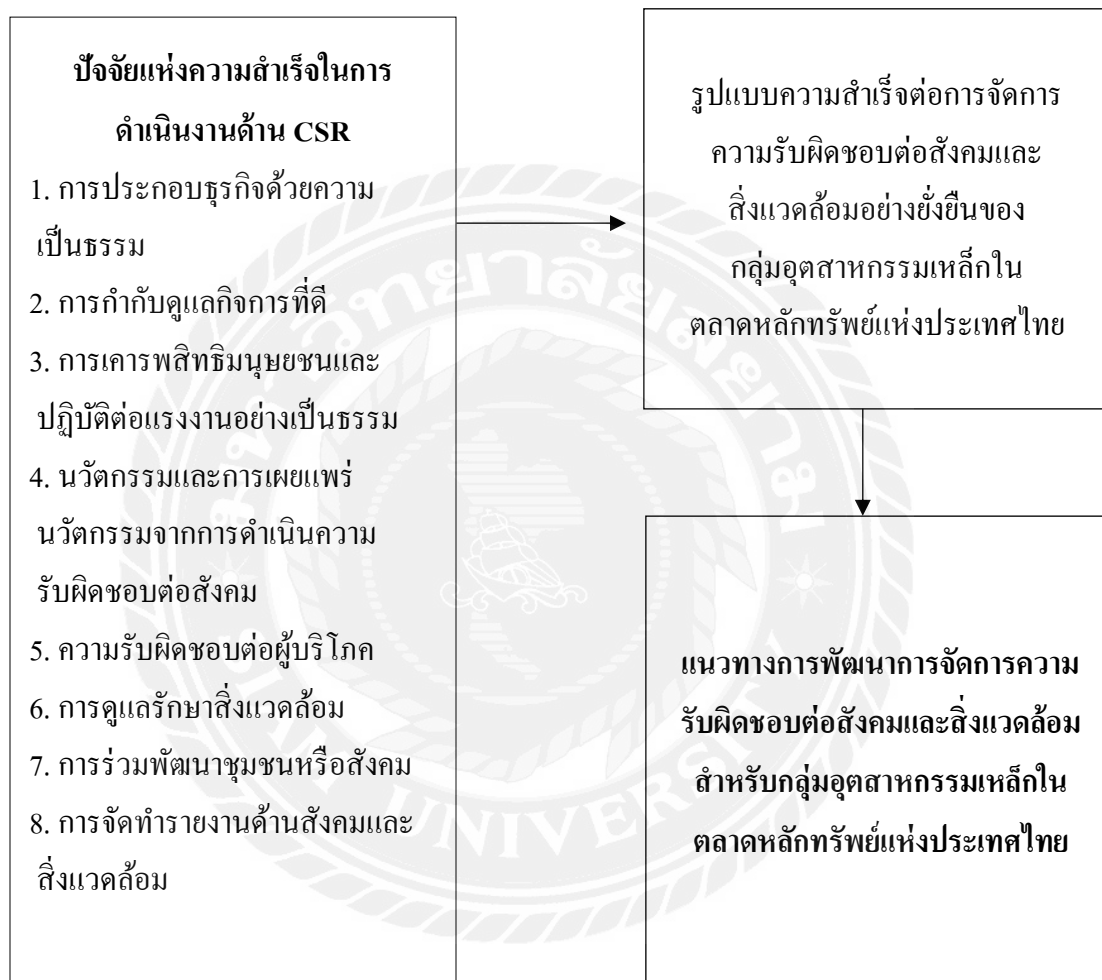 ปัจจัยแห่งความสำเร็จในการ
ดำเนินงานด้าน CSR
1. การประกอบธุรกิจด้วยความ
เป็นธรรม
2. การกำกับดูแลกิจการที่ดี
3. การเคารพสิทธิมนุษยชนและ
ปฏิบัติต่อแรงงานอย่างเป็นธรรม
4. นวัตกรรมและการเผยแพร่
นวัตกรรมจากการดำเนินความ
รับผิดชอบต่อสังคม
5. ความรับผิดชอบต่อผู้บริโภค
6. การดูแลรักษาสิ่งแวดล้อม
7. การร่วมพัฒนาชุมชนหรือสังคม
8. การจัดทำรายงานด้านสังคมและ
สิ่งแวดล้อม
รูปแบบความสำเร็จต่อการจัดการ
ความรับผิดชอบต่อสังคมและ
สิ่งแวดล้อมอย่างยั่งยืนของ
กลุ่มอุตสาหกรรมเหล็กใน
ตลาดหลักทรัพย์แห่งประเทศไทย
แนวทางการพัฒนาการจัดการความ
รับผิดชอบต่อสังคมและสิ่งแวดล้อม
สำหรับกลุ่มอุตสาหกรรมเหล็กใน
ตลาดหลักทรัพย์แห่งประเทศไทย
มหาวิทยาลัยสยาม
SIAM UNIVERSITY